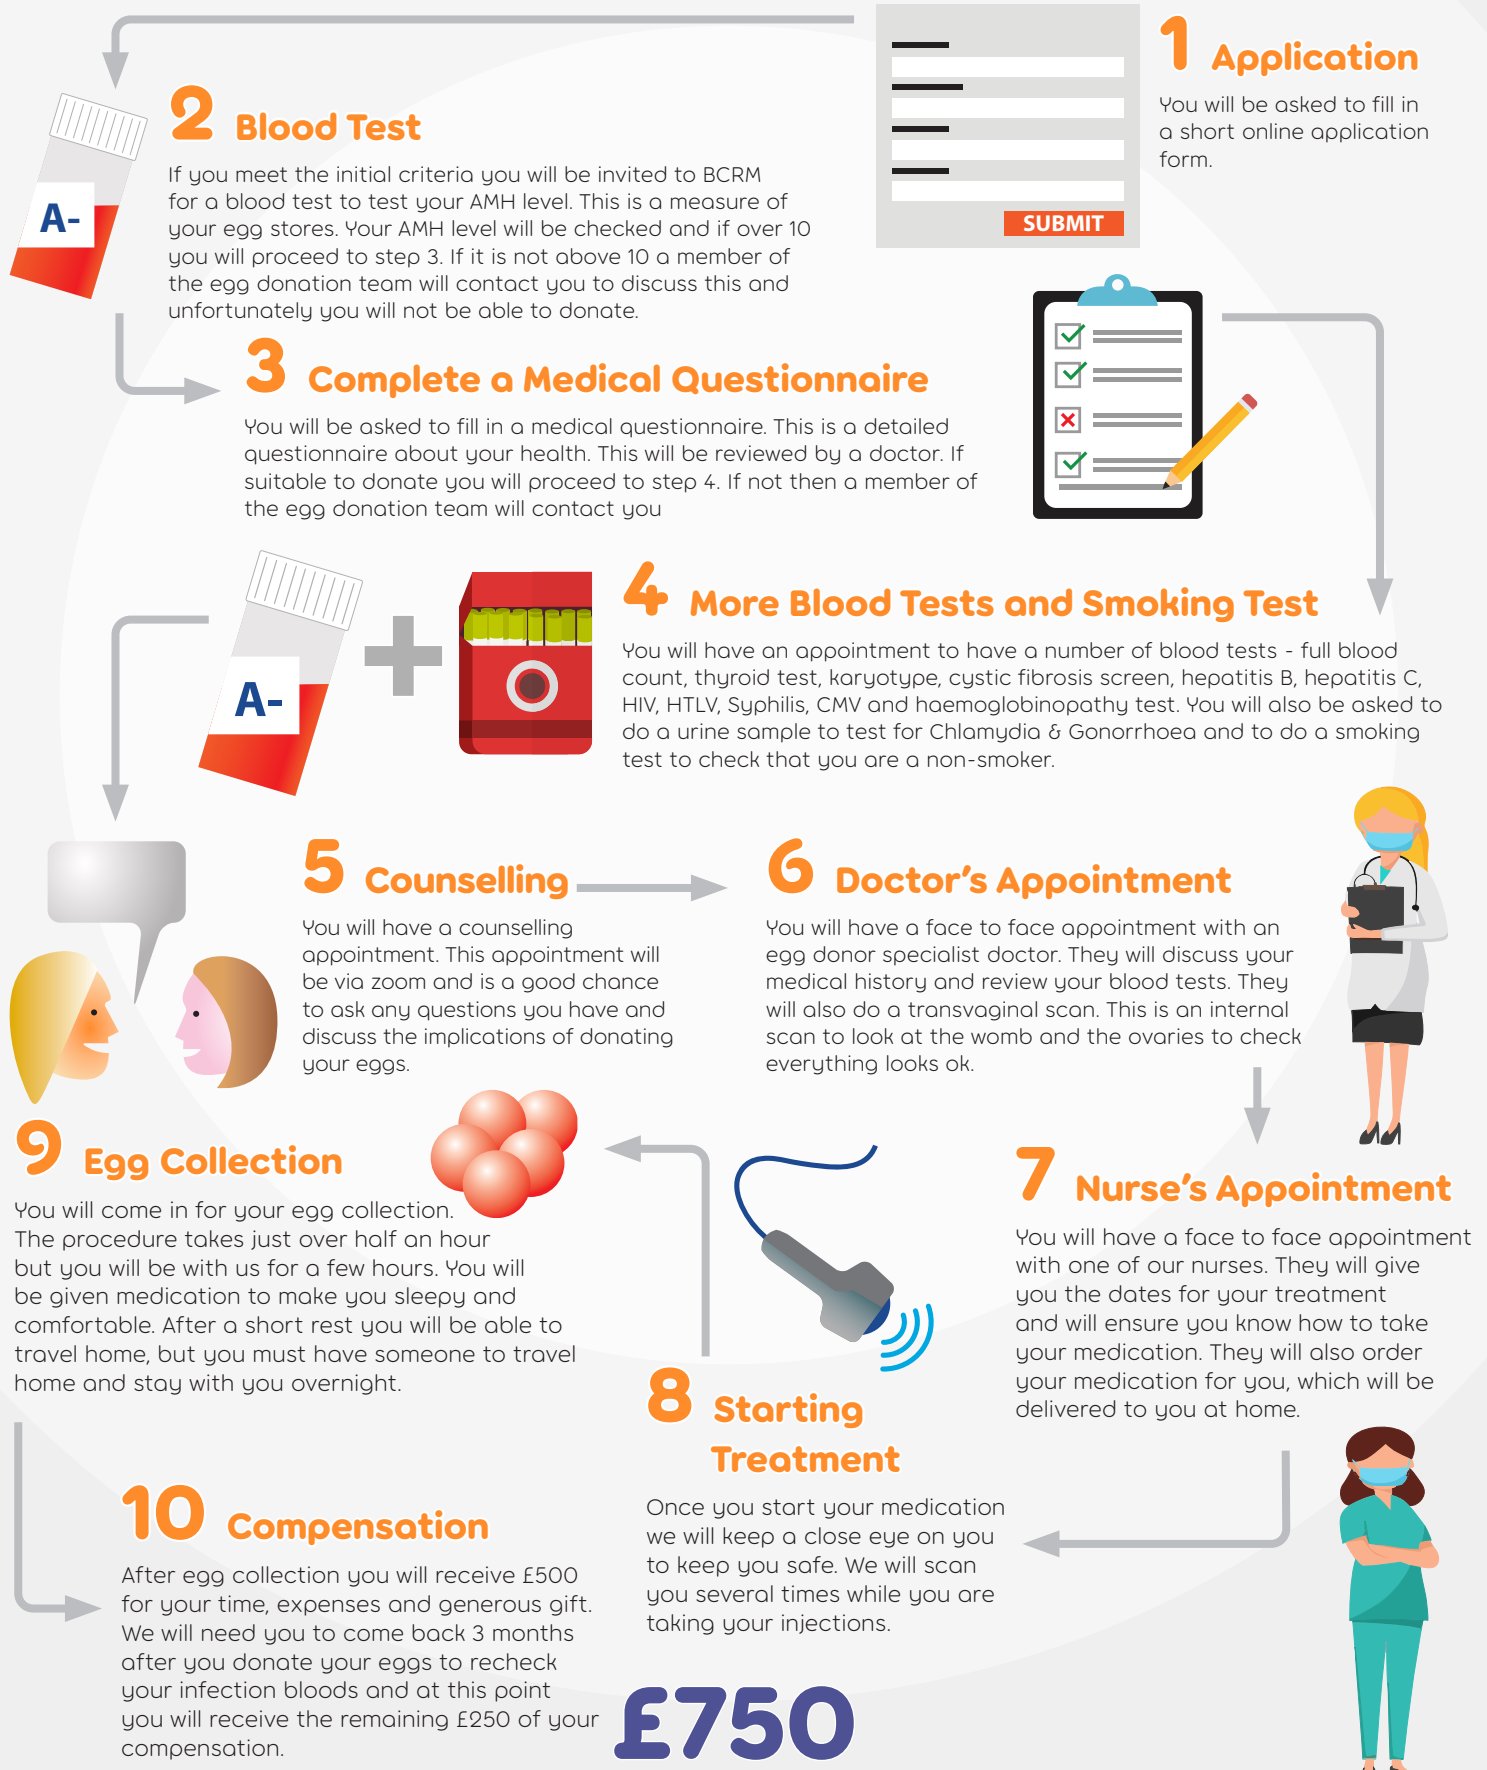 1 Application
You will be asked to fill in
a short online application
form.
SUBMIT
2 Blood Test
If you meet the initial criteria you will be invited to BCRM
for a blood test to test your AMH level. This is a measure of
your egg stores. Your AMH level will be checked and if over 10
you will proceed to step 3. If it is not above 10 a member of
the egg donation team will contact you to discuss this and
unfortunately you will not be able to donate.
A-
3 Complete a Medical Questionnaire
You will be asked to fill in a medical questionnaire. This is a detailed
questionnaire about your health. This will be reviewed by a doctor. If
suitable to donate you will proceed to step 4. If not then a member of
the egg donation team will contact you
4 More Blood Tests and Smoking Test
You will have an appointment to have a number of blood tests - full blood
count, thyroid test, karyotype, cystic fibrosis screen, hepatitis B, hepatitis C,
HIV, HTLV, Syphilis, CMV and haemoglobinopathy test. You will also be asked to
do a urine sample to test for Chlamydia & Gonorrhoea and to do a smoking
test to check that you are a non-smoker.
A-
5 Counselling
You will have a counselling
appointment. This appointment will
be via zoom and is a good chance
to ask any questions you have and
discuss the implications of donating
your eggs.
6 Doctor's Appointment
You will have a face to face appointment with an
egg donor specialist doctor. They will discuss your
medical history and review your blood tests. They
will also do a transvaginal scan. This is an internal
scan to look at the womb and the ovaries to check
everything looks ok.
7 Nurse's Appointment
You will have a face to face appointment
with one of our nurses. They will give
you the dates for your treatment
and will ensure you know how to take
your medication. They will also order
your medication for you, which will be
delivered to you at home.
8 Starting
Treatment
Once you start your medication
we will keep a close eye on you
to keep you safe. We will scan
you several times while you are
taking your injections.
9 Egg Collection
You will come in for your egg collection.
The procedure takes just over half an hour
but you will be with us for a few hours. You will
be given medication to make you sleepy and
comfortable. After a short rest you will be able to
travel home, but you must have someone to travel
home and stay with you overnight.
10 Compensation
After egg collection you will receive £500
for your time, expenses and generous gift.
We will need you to come back 3 months
after you donate your eggs to recheck
your infection bloods and at this point
you will receive the remaining £250 of your
compensation.
£750